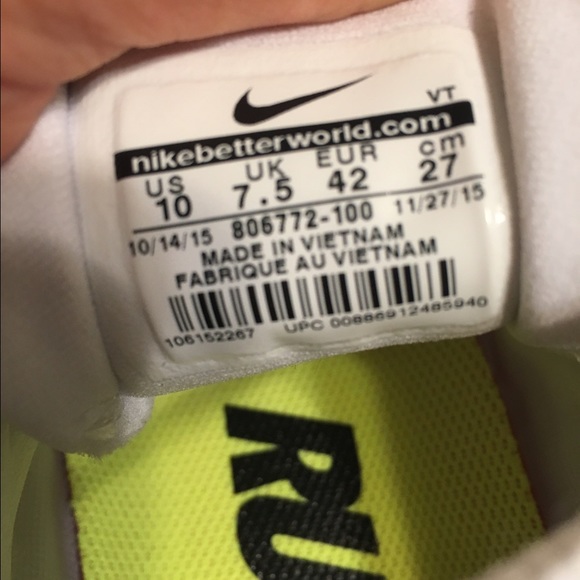 VT
nikebetterworld.com
US UK EUR cm
10 7.5 42 27
10/14/15 806772-100 11/27/15
MADE IN VIETNAM
FABRIQUE AU VIETNAM
106152267 UPC 00886912485940
RU